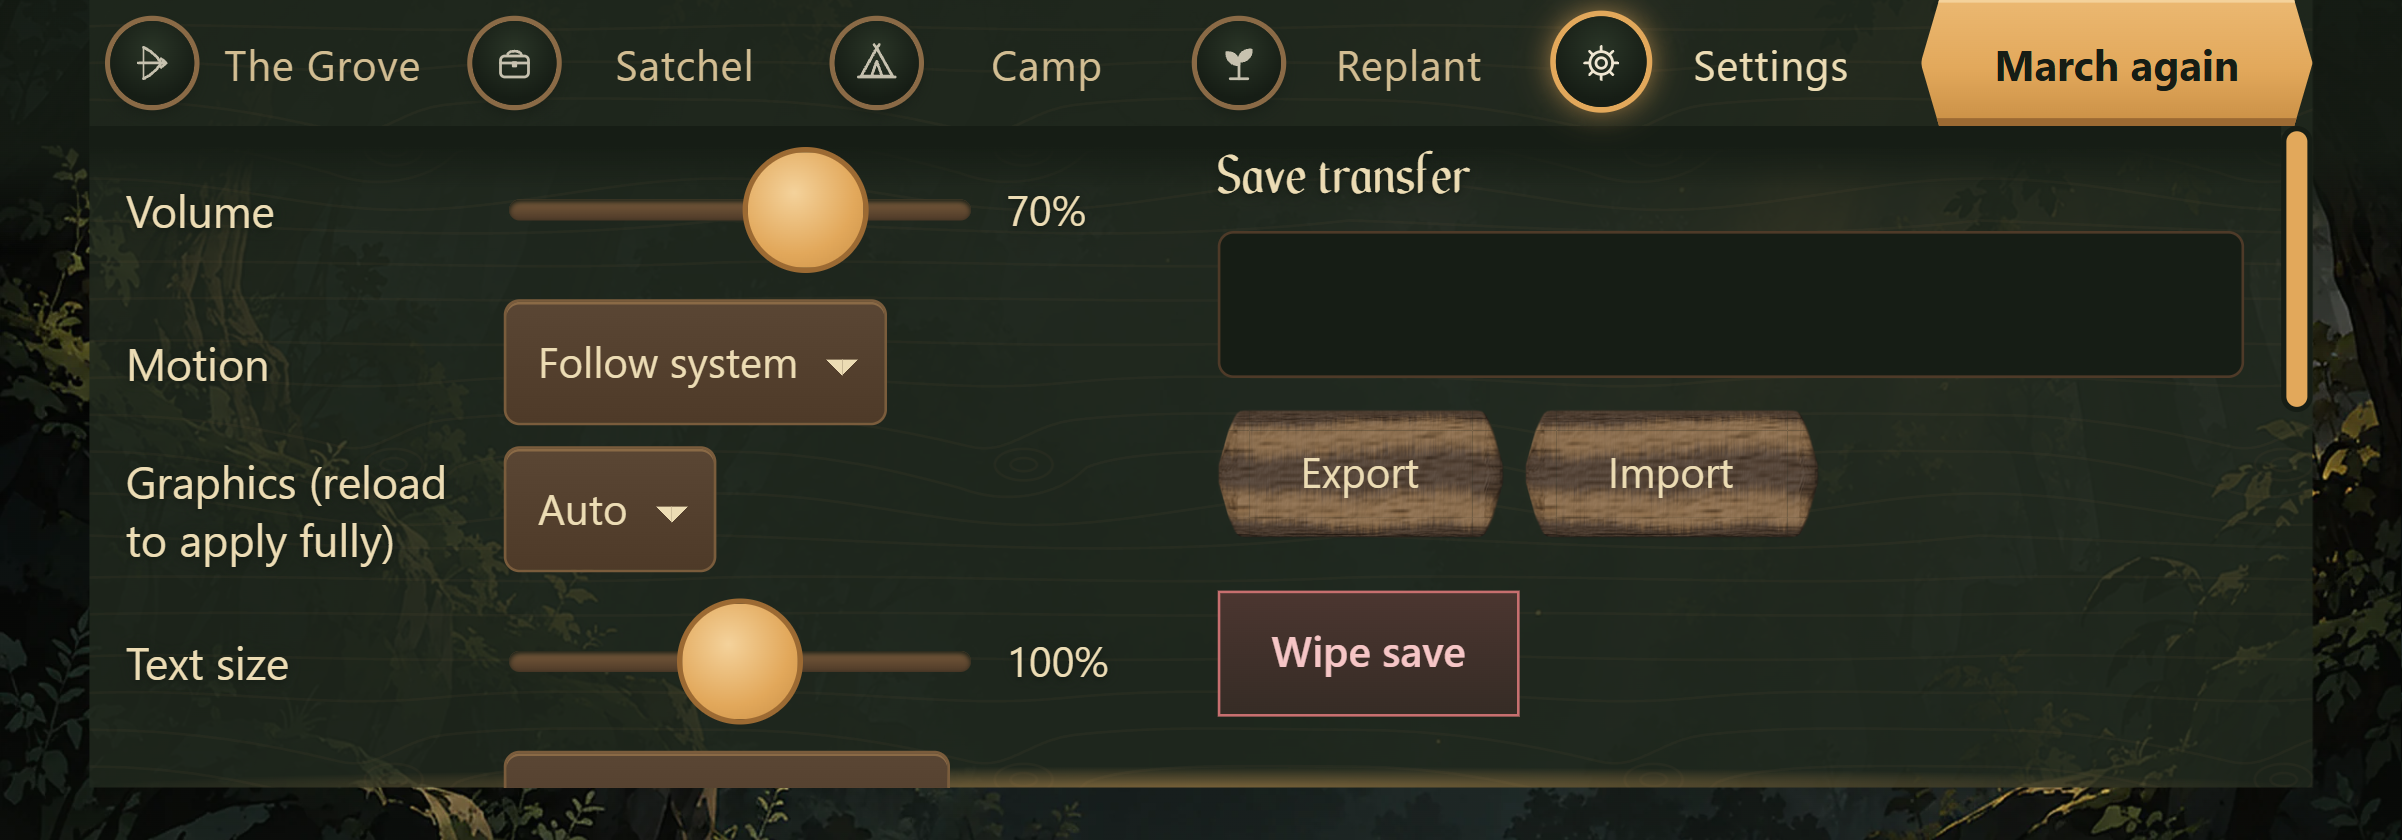 The Grove
Satchel
Camp
Replant
Settings
March again
Volume
70%
Motion
Follow system
Graphics (reload
to apply fully)
Auto
Text size
100%
Save transfer
Export
Import
Wipe save